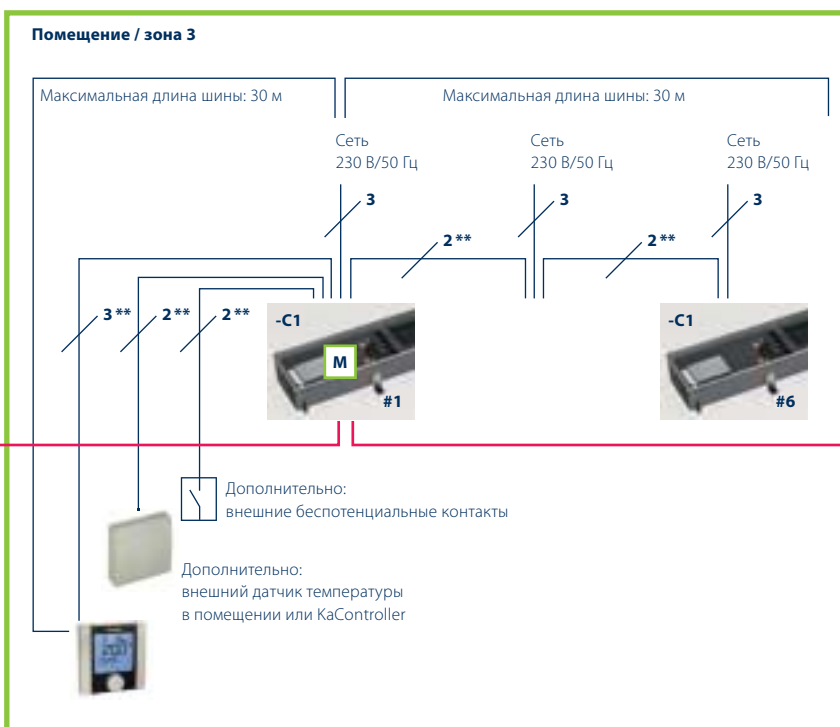 Помещение / зона 3
Максимальная длина шины: 30 м
Максимальная длина шины: 30 м
Сеть
230 В/50 Гц
Сеть
230 В/50 Гц
Сеть
230 В/50 Гц
3
3
3
2 **
2 **
3 **
2 **
2 **
-C1
M
#1
-C1
#6
Дополнительно:
внешние беспотенциальные контакты
Дополнительно:
внешний датчик температуры
в помещении или KaController